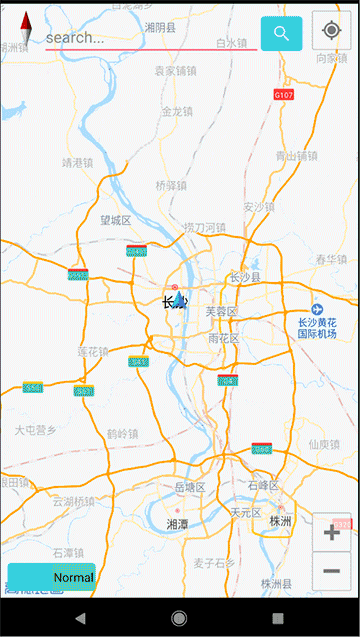 湘阴县
search...
白水镇
向家镇
袁家铺镇
G107
金龙镇
青山铺镇
靖港镇
桥驿镇
安沙镇
望城区
捞刀河镇
春华镇
长沙县
长沙
芙蓉区
长沙黄花
国际机场
雨花区
莲花镇
大屯营乡
鹤岭镇
仙庾镇
岳塘区
石峰区
云湖桥镇
天元区
湘潭
株洲
+
石潭镇
麦子石乡
−
Normal
株洲县